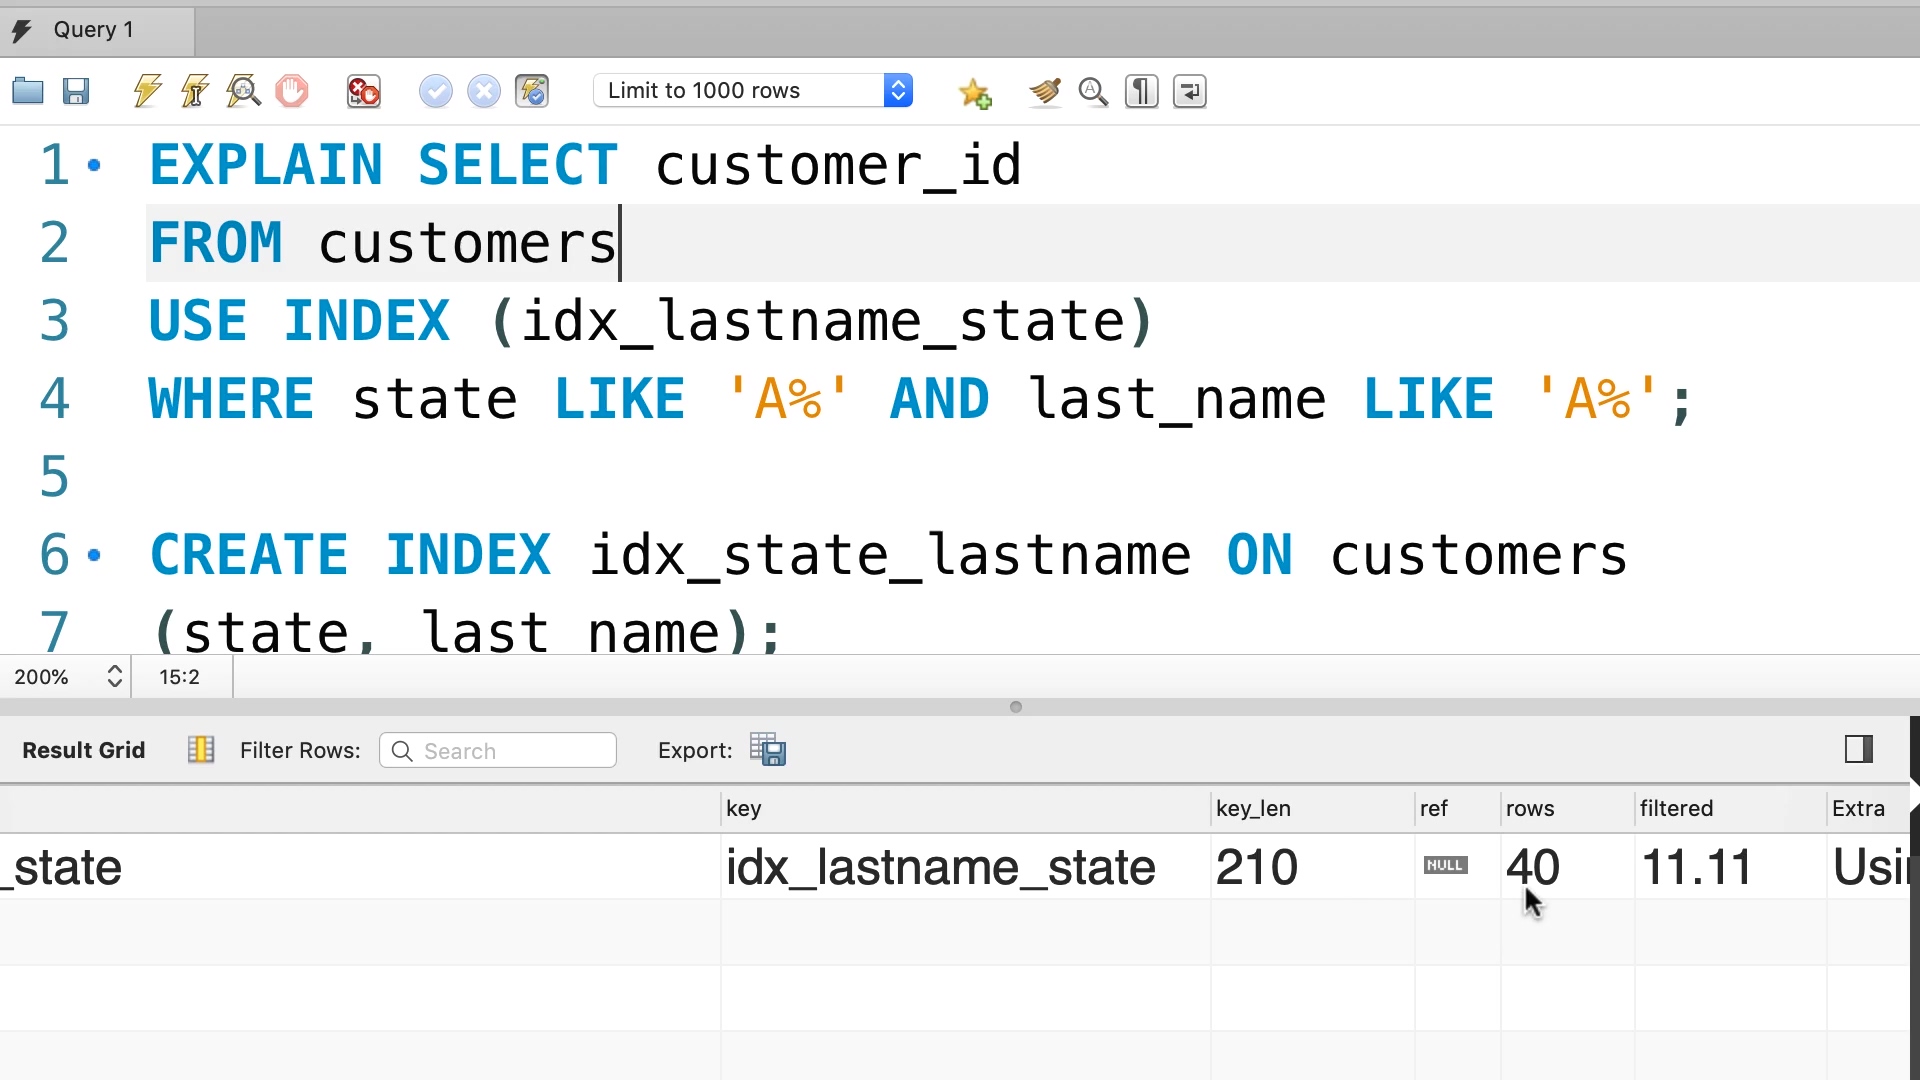 Query 1
Limit to 1000 rows
1 EXPLAIN SELECT customer_id
2 FROM customers
3 USE INDEX (idx_lastname_state)
4 WHERE state LIKE 'A%' AND last_name LIKE 'A%';
5
6 CREATE INDEX idx_state_lastname ON customers
7 (state, last_name);
200% 15:2
Result Grid Filter Rows: Search Export:
key key_len ref rows filtered Extra
_state idx_lastname_state 210 NULL 40 11.11 Usi